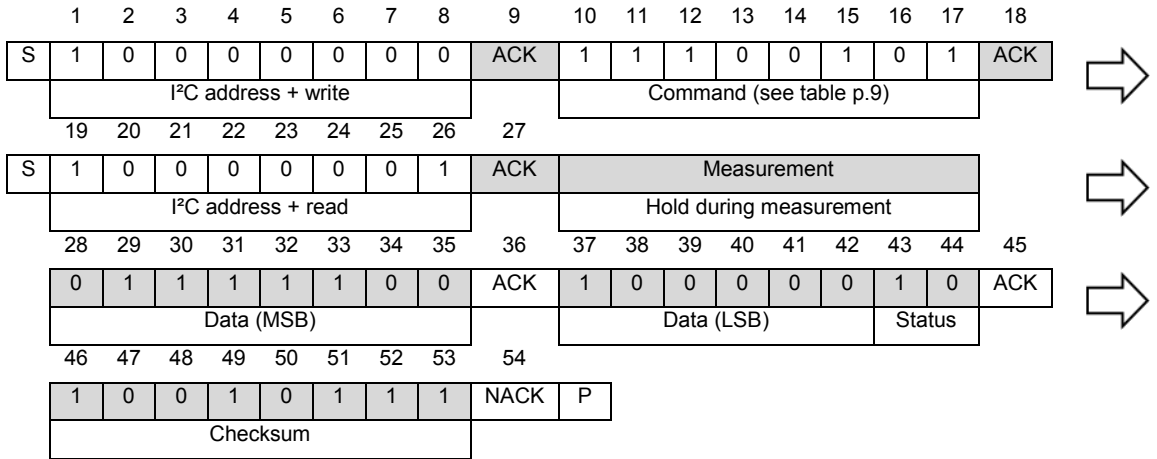 1 2 3 4 5 6 7 8 9 10 11 12 13 14 15 16 17 18
S 1 0 0 0 0 0 0 0 ACK 1 1 1 0 0 1 0 1 ACK
I²C address + write Command (see table p.9)
19 20 21 22 23 24 25 26 27
S 1 0 0 0 0 0 0 1 ACK Measurement
I²C address + read Hold during measurement
28 29 30 31 32 33 34 35 36 37 38 39 40 41 42 43 44 45
0 1 1 1 1 1 0 0 ACK 1 0 0 0 0 0 1 0 ACK
Data (MSB) Data (LSB) Status
46 47 48 49 50 51 52 53 54
1 0 0 1 0 1 1 1 NACK P
Checksum